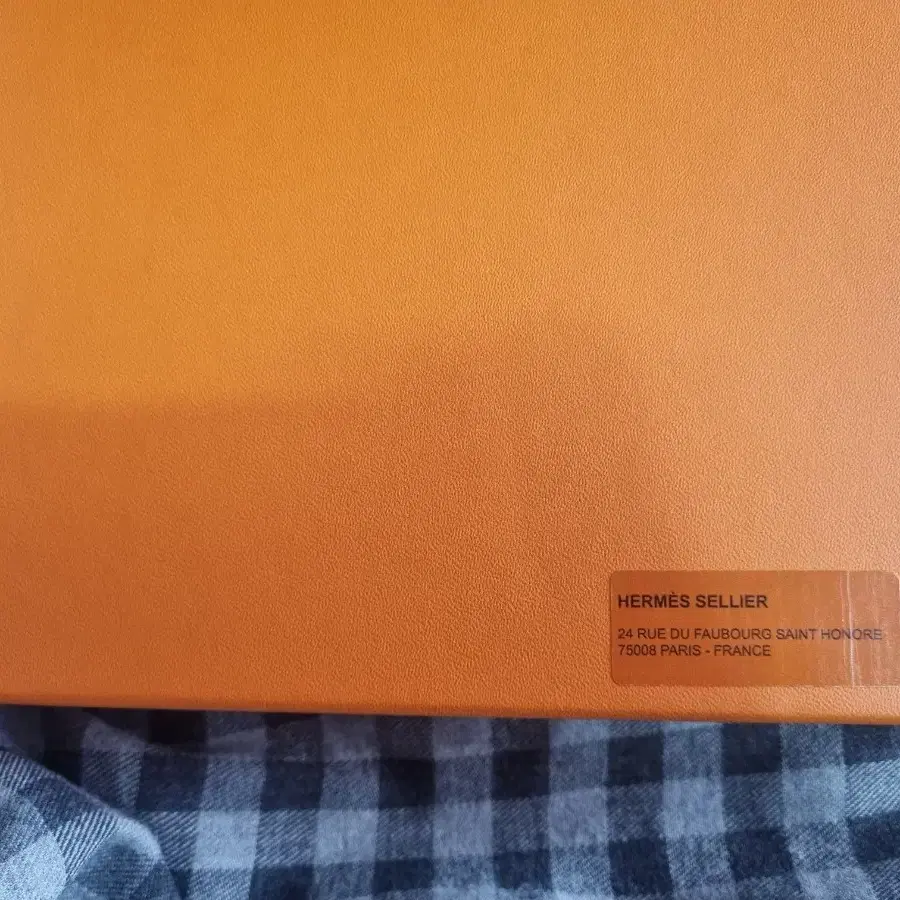 HERMÈS SELLIER
24 RUE DU FAUBOURG SAINT HONORE
75008 PARIS - FRANCE